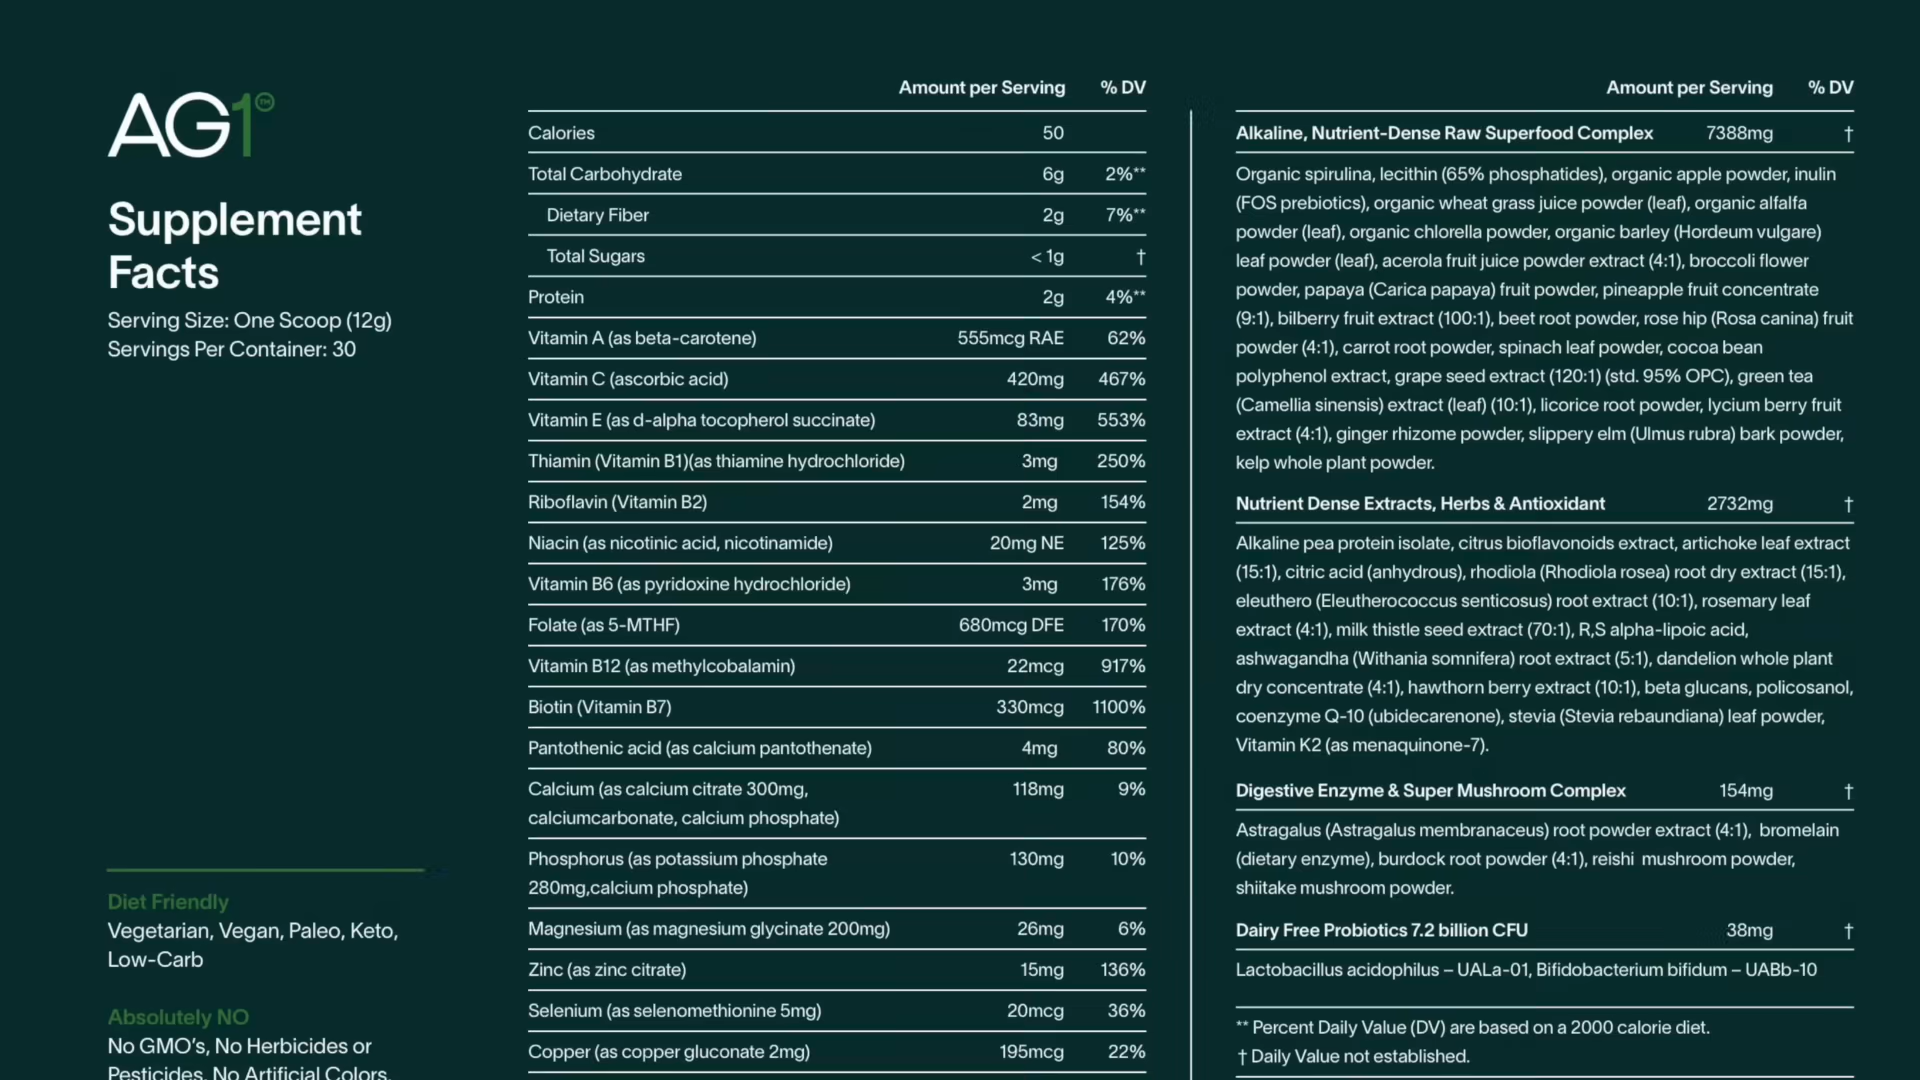 AG1™
Supplement
Facts
Serving Size: One Scoop (12g)
Servings Per Container: 30
Diet Friendly
Vegetarian, Vegan, Paleo, Keto,
Low-Carb
Absolutely NO
No GMO's, No Herbicides or
Pesticides, No Artificial Colors,
Amount per Serving % DV
Calories 50
Total Carbohydrate 6g 2%**
Dietary Fiber 2g 7%**
Total Sugars < 1g †
Protein 2g 4%**
Vitamin A (as beta-carotene) 555mcg RAE 62%
Vitamin C (ascorbic acid) 420mg 467%
Vitamin E (as d-alpha tocopherol succinate) 83mg 553%
Thiamin (Vitamin B1)(as thiamine hydrochloride) 3mg 250%
Riboflavin (Vitamin B2) 2mg 154%
Niacin (as nicotinic acid, nicotinamide) 20mg NE 125%
Vitamin B6 (as pyridoxine hydrochloride) 3mg 176%
Folate (as 5-MTHF) 680mcg DFE 170%
Vitamin B12 (as methylcobalamin) 22mcg 917%
Biotin (Vitamin B7) 330mcg 1100%
Pantothenic acid (as calcium pantothenate) 4mg 80%
Calcium (as calcium citrate 300mg, 118mg 9%
calciumcarbonate, calcium phosphate)
Phosphorus (as potassium phosphate 130mg 10%
280mg,calcium phosphate)
Magnesium (as magnesium glycinate 200mg) 26mg 6%
Zinc (as zinc citrate) 15mg 136%
Selenium (as selenomethionine 5mg) 20mcg 36%
Copper (as copper gluconate 2mg) 195mcg 22%
Amount per Serving % DV
Alkaline, Nutrient-Dense Raw Superfood Complex 7388mg †
Organic spirulina, lecithin (65% phosphatides), organic apple powder, inulin
(FOS prebiotics), organic wheat grass juice powder (leaf), organic alfalfa
powder (leaf), organic chlorella powder, organic barley (Hordeum vulgare)
leaf powder (leaf), acerola fruit juice powder extract (4:1), broccoli flower
powder, papaya (Carica papaya) fruit powder, pineapple fruit concentrate
(9:1), bilberry fruit extract (100:1), beet root powder, rose hip (Rosa canina) fruit
powder (4:1), carrot root powder, spinach leaf powder, cocoa bean
polyphenol extract, grape seed extract (120:1) (std. 95% OPC), green tea
(Camellia sinensis) extract (leaf) (10:1), licorice root powder, lycium berry fruit
extract (4:1), ginger rhizome powder, slippery elm (Ulmus rubra) bark powder,
kelp whole plant powder.
Nutrient Dense Extracts, Herbs & Antioxidant 2732mg †
Alkaline pea protein isolate, citrus bioflavonoids extract, artichoke leaf extract
(15:1), citric acid (anhydrous), rhodiola (Rhodiola rosea) root dry extract (15:1),
eleuthero (Eleutherococcus senticosus) root extract (10:1), rosemary leaf
extract (4:1), milk thistle seed extract (70:1), R,S alpha-lipoic acid,
ashwagandha (Withania somnifera) root extract (5:1), dandelion whole plant
dry concentrate (4:1), hawthorn berry extract (10:1), beta glucans, policosanol,
coenzyme Q-10 (ubidecarenone), stevia (Stevia rebaundiana) leaf powder,
Vitamin K2 (as menaquinone-7).
Digestive Enzyme & Super Mushroom Complex 154mg †
Astragalus (Astragalus membranaceus) root powder extract (4:1), bromelain
(dietary enzyme), burdock root powder (4:1), reishi mushroom powder,
shiitake mushroom powder.
Dairy Free Probiotics 7.2 billion CFU 38mg †
Lactobacillus acidophilus – UALa-01, Bifidobacterium bifidum – UABb-10
** Percent Daily Value (DV) are based on a 2000 calorie diet.
† Daily Value not established.